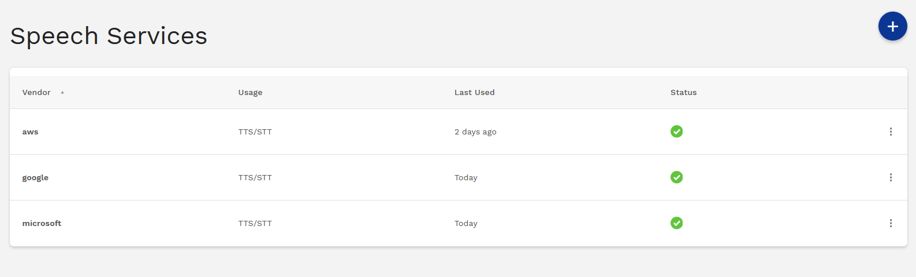 Speech Services
Vendor Usage Last Used Status
aws TTS/STT 2 days ago
google TTS/STT Today
microsoft TTS/STT Today